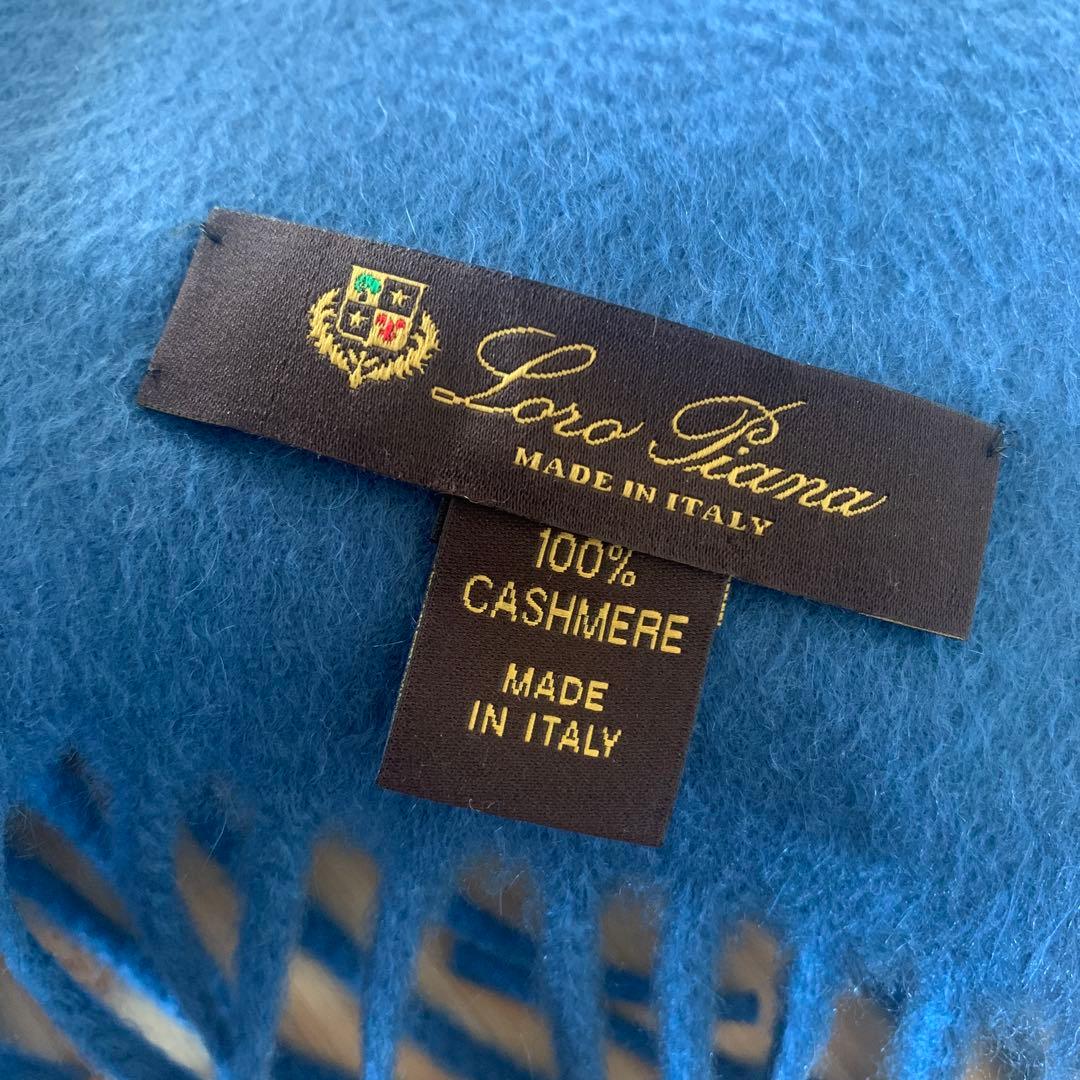 Loro Piana
MADE IN ITALY
100%
CASHMERE
MADE
IN ITALY